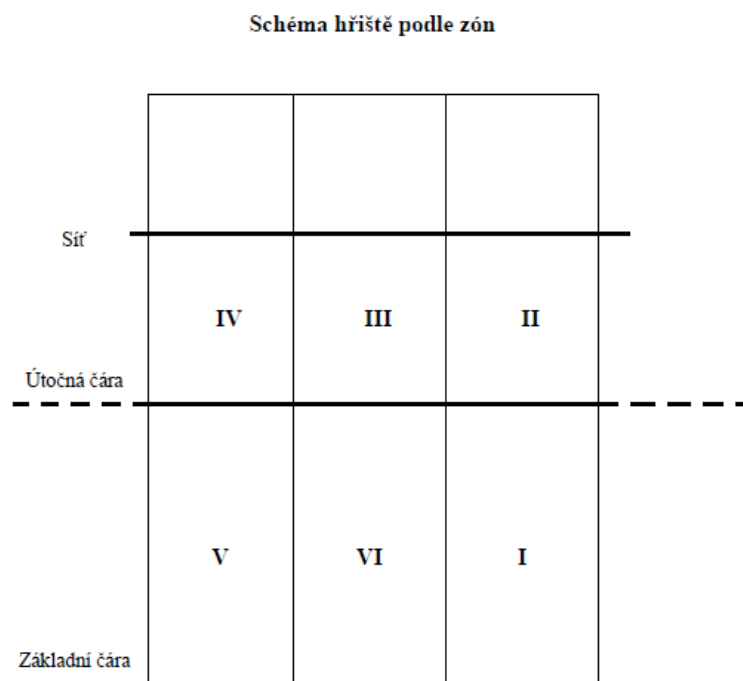 Schéma hřiště podle zón
Síť
IV III II
Útočná čára
V VI I
Základní čára